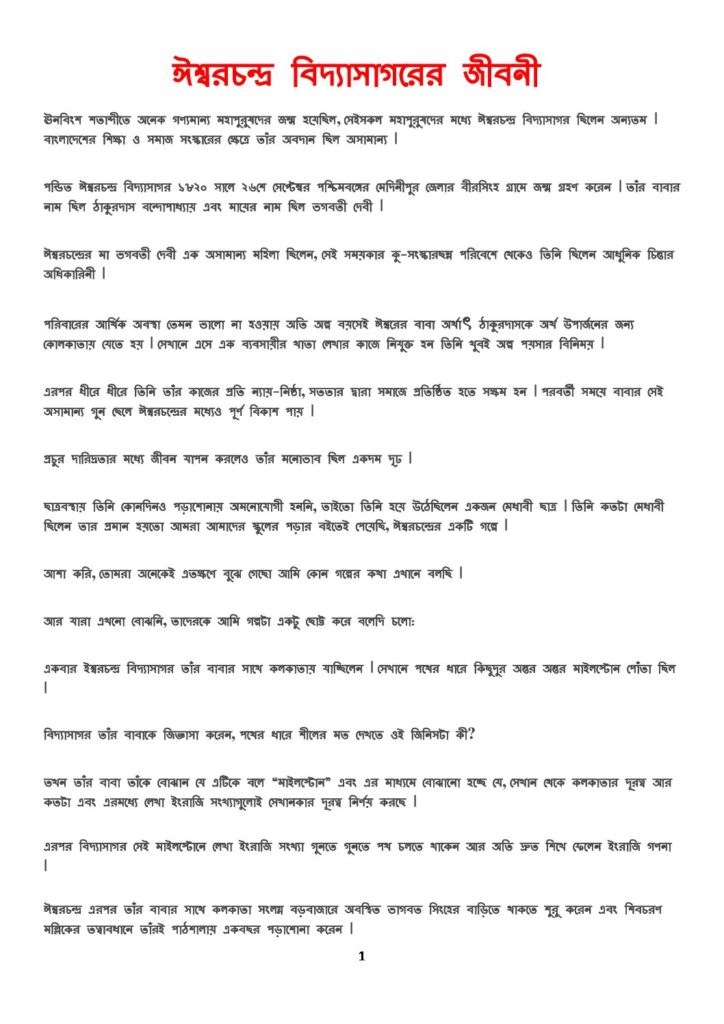 ঈশ্বরচন্দ্র বিদ্যাসাগরের জীবনী
ঊনবিংশ শতাব্দীতে অনেক গণ্যমান্য মহাপুরুষদের জন্ম হয়েছিল, সেইসকল মহাপুরুষদের মধ্যে ঈশ্বরচন্দ্র বিদ্যাসাগর ছিলেন অন্যতম |
বাংলাদেশের শিক্ষা ও সমাজ সংস্কারের ক্ষেত্রে তাঁর অবদান ছিল অসামান্য |
পন্ডিত ঈশ্বরচন্দ্র বিদ্যাসাগর ১৮২০ সালে ২৬শে সেপ্টেম্বর পশ্চিমবঙ্গের মেদিনীপুর জেলার বীরসিংহ গ্রামে জন্ম গ্রহণ করেন | তাঁর বাবার
নাম ছিল ঠাকুরদাস বন্দোপাধ্যায় এবং মায়ের নাম ছিল ভগবতী দেবী |
ঈশ্বরচন্দ্রের মা ভগবতী দেবী এক অসামান্য মহিলা ছিলেন, সেই সময়কার কু-সংস্কারছন্ন পরিবেশে থেকেও তিনি ছিলেন আধুনিক চিন্তার
অধিকারিনী |
পরিবারের আর্থিক অবস্থা তেমন ভালো না হওয়ায় অতি অল্প বয়সেই ঈশ্বরের বাবা অর্থাৎ ঠাকুরদাসকে অর্থ উপার্জনের জন্য
কোলকাতায় যেতে হয় | সেখানে এসে এক ব্যবসায়ীর খাতা লেখার কাজে নিযুক্ত হন তিনি খুবই অল্প পয়সার বিনিময় |
এরপর ধীরে ধীরে তিনি তাঁর কাজের প্রতি ন্যায়-নিষ্ঠা, সততার দ্বারা সমাজে প্রতিষ্ঠিত হতে সক্ষম হন | পরবর্তী সময়ে বাবার সেই
অসামান্য গুন ছেলে ঈশ্বরচন্দ্রের মধ্যেও পূর্ণ বিকাশ পায় |
প্রচুর দারিদ্রতার মধ্যে জীবন যাপন করলেও তাঁর মনোভাব ছিল একদম দৃঢ |
ছাত্রবস্থায় তিনি কোনদিনও পড়াশোনায় অমনোযোগী হননি, তাইতো তিনি হয়ে উঠেছিলেন একজন মেধাবী ছাত্র | তিনি কতটা মেধাবী
ছিলেন তার প্রমান হয়তো আমরা আমাদের স্কুলের পড়ার বইতেই পেয়েছি, ঈশ্বরচন্দ্রের একটি গল্পে |
আশা করি, তোমরা অনেকেই এতক্ষণে বুঝে গেছো আমি কোন গল্পের কথা এখানে বলছি |
আর যারা এখনো বোঝনি, তাদেরকে আমি গল্পটা একটু ছোট্ট করে বলেদি চলো:
একবার ইশ্বরচন্দ্র বিদ্যাসাগর তাঁর বাবার সাথে কলকাতায় যাচ্ছিলেন | সেখানে পথের ধারে কিছুদূর অন্তর অন্তর মাইলস্টোন পোঁতা ছিল
|
বিদ্যাসাগর তাঁর বাবাকে জিজ্ঞাসা করেন, পথের ধারে শীলের মত দেখতে ওই জিনিসটা কী?
তখন তাঁর বাবা তাঁকে বোঝান যে এটিকে বলে “মাইলস্টোন” এবং এর মাধ্যমে বোঝানো হচ্ছে যে, সেখান থেকে কলকাতার দূরত্ব আর
কতটা এবং এরমধ্যে লেখা ইংরাজি সংখ্যাগুলোই সেখানকার দূরত্ব নির্ণয় করছে |
এরপর বিদ্যাসাগর সেই মাইলস্টোনে লেখা ইংরাজি সংখ্যা গুনতে গুনতে পথ চলতে থাকেন আর অতি দ্রুত শিখে ফেলেন ইংরাজি গণনা
|
ঈশ্বরচন্দ্র এরপর তাঁর বাবার সাথে কলকাতা সংলগ্ন বড়বাজারে অবস্থিত ভাগবত সিংহের বাড়িতে থাকতে শুরু করেন এবং শিবচরণ
মল্লিকের তত্বাবধানে তাঁরই পাঠশালায় একবছর পড়াশোনা করেন |
1